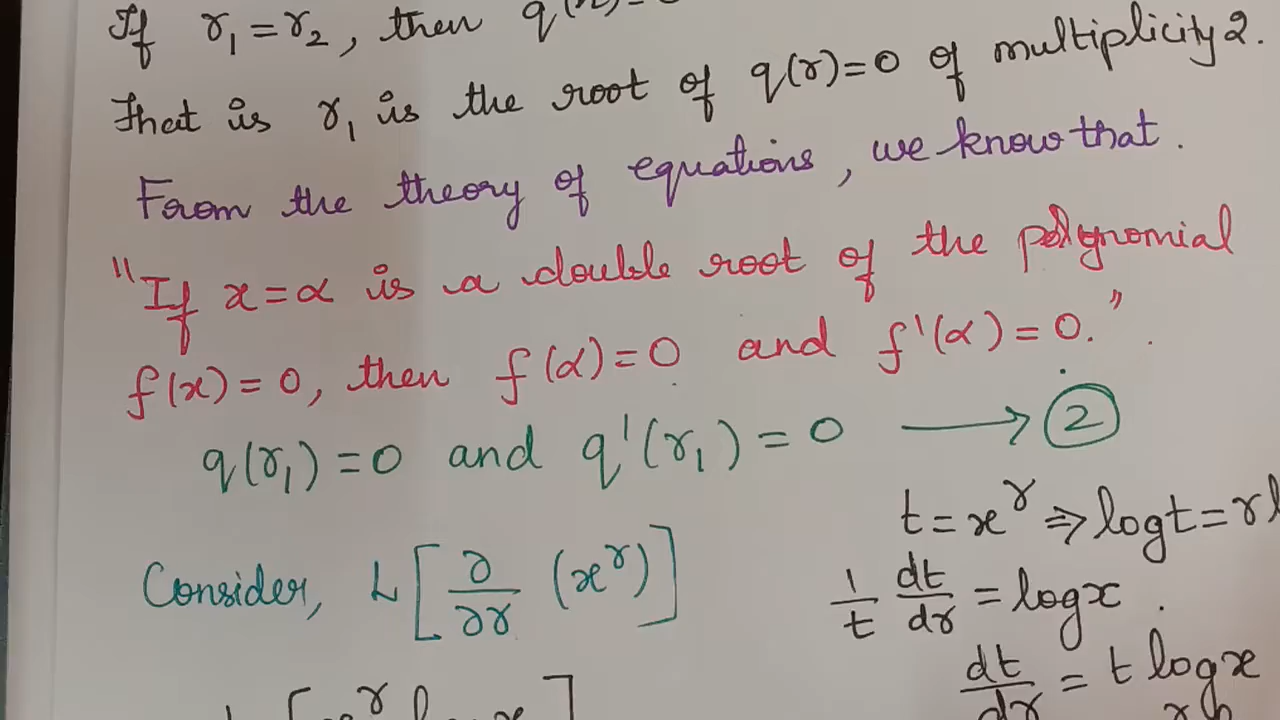 If r₁ = r₂, then q(r) =
That is r₁ is the root of q(r) = 0 of multiplicity 2.
From the theory of equations, we know that.
"If x = α is a double root of the polynomial
f(x) = 0, then f(α) = 0 and f'(α) = 0."
q(r₁) = 0 and q'(r₁) = 0 ⟶ ②
t = x^r ⇒ log t = r
Consider, L[∂/∂r (x^r)]
1/t dt/dr = log x
dt/dr = t log x
[x^r log x]